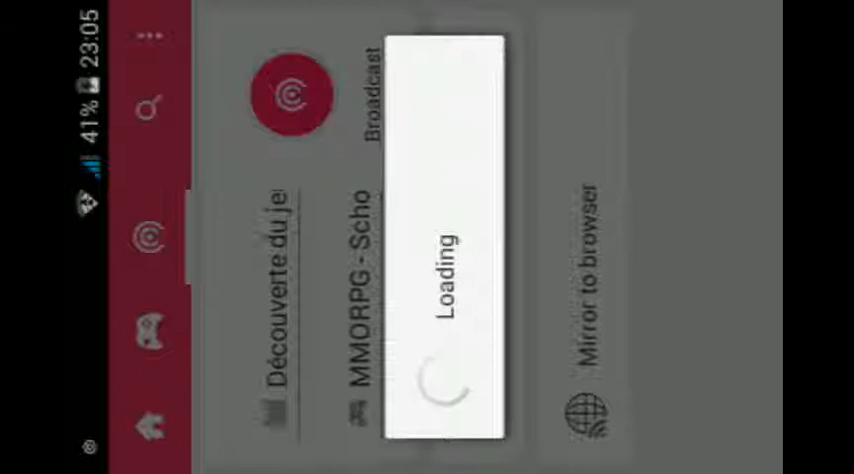 41% 23:05
Découverte du je
MMORPG - Scho
Broadcast
Loading
Mirror to browser